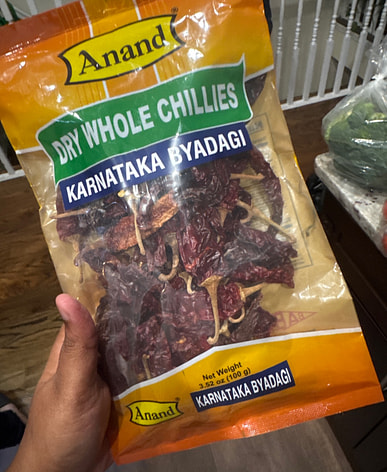 Anand
DRY WHOLE CHILLIES
KARNATAKA BYADAGI
Net Weight
3.52 oz (100 g)
Anand
KARNATAKA BYADAGI